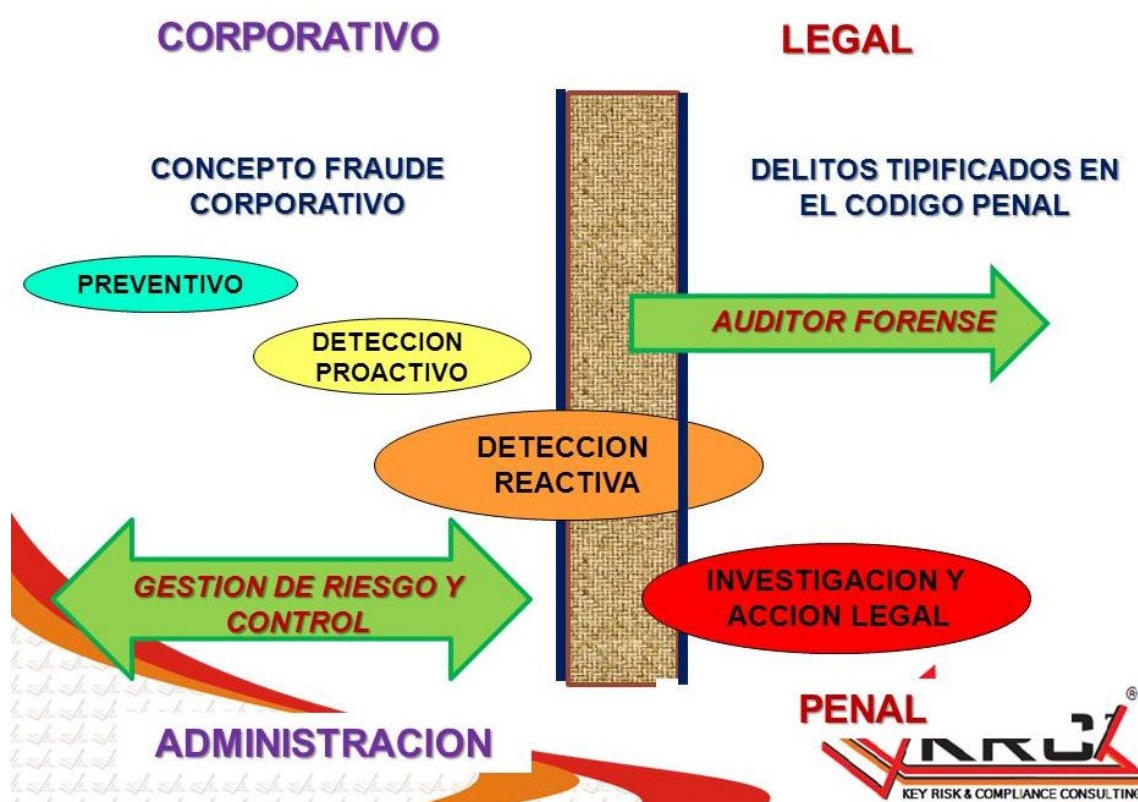 CORPORATIVO
LEGAL
CONCEPTO FRAUDE
CORPORATIVO
DELITOS TIPIFICADOS EN
EL CODIGO PENAL
PREVENTIVO
AUDITOR FORENSE
DETECCION
PROACTIVO
DETECCION
REACTIVA
GESTION DE RIESGO Y
CONTROL
INVESTIGACION Y
ACCION LEGAL
PENAL
ADMINISTRACION
®
KEY RISK & COMPLIANCE CONSULTING